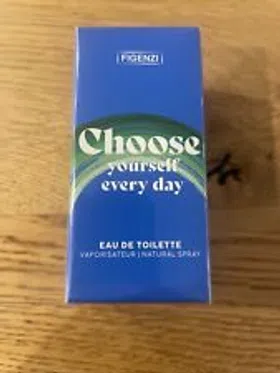 FIGENZI
Choose
yourself
every day
EAU DE TOILETTE
VAPORISATEUR | NATURAL SPRAY